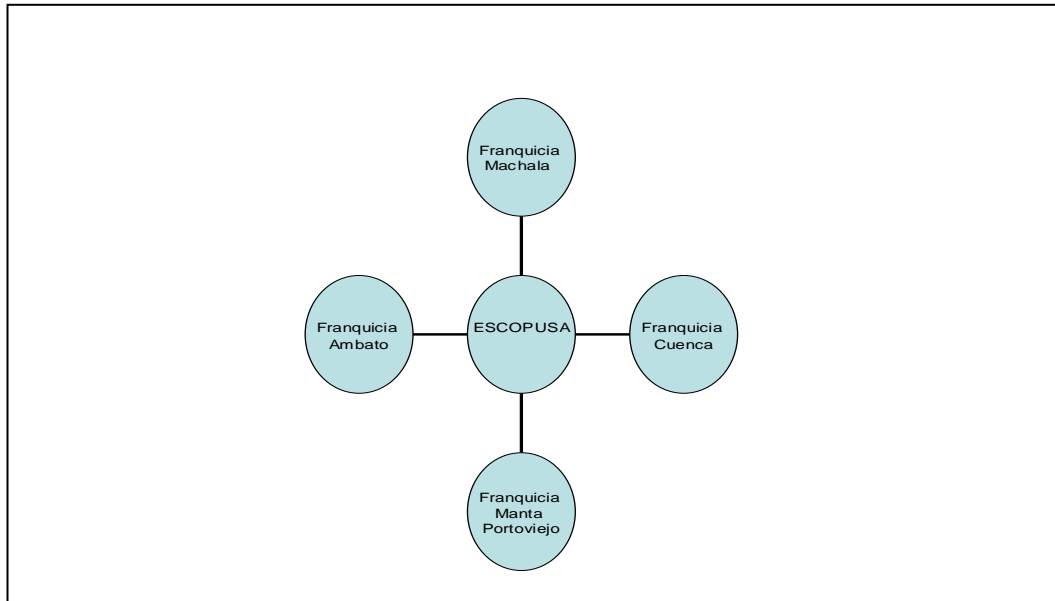 Franquicia
Machala
Franquicia
Ambato
ESCOPUSA
Franquicia
Cuenca
Franquicia
Manta
Portoviejo